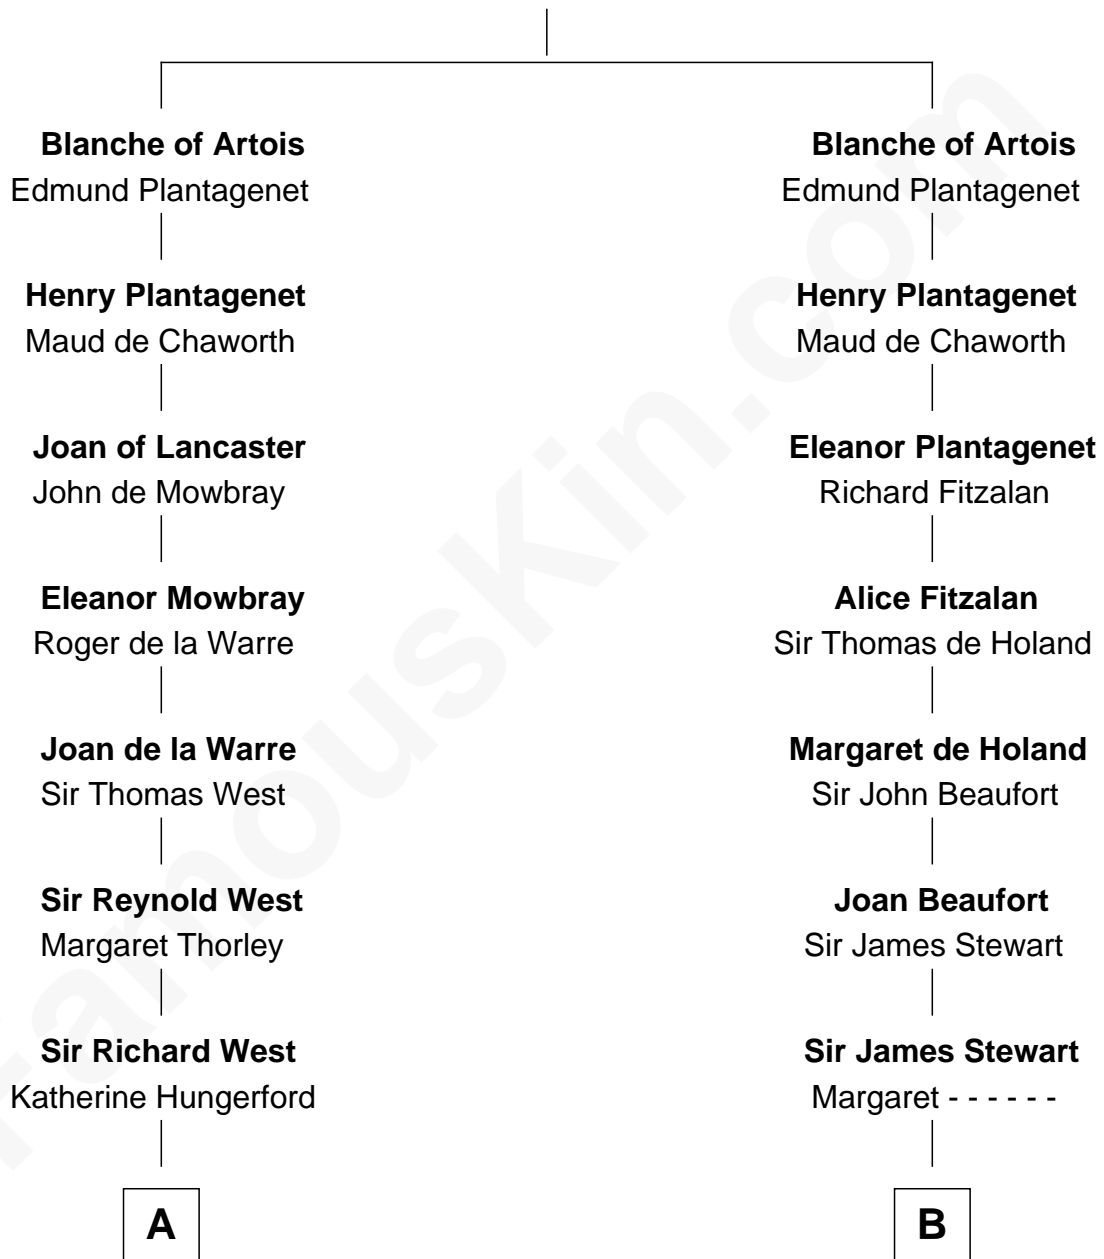 Blanche of Artois
Edmund Plantagenet
Henry Plantagenet
Maud de Chaworth
Joan of Lancaster
John de Mowbray
Eleanor Mowbray
Roger de la Warre
Joan de la Warre
Sir Thomas West
Sir Reynold West
Margaret Thorley
Sir Richard West
Katherine Hungerford
A
Blanche of Artois
Edmund Plantagenet
Henry Plantagenet
Maud de Chaworth
Eleanor Plantagenet
Richard Fitzalan
Alice Fitzalan
Sir Thomas de Holand
Margaret de Holand
Sir John Beaufort
Joan Beaufort
Sir James Stewart
Sir James Stewart
Margaret - - - - - -
B
FamousKin.com